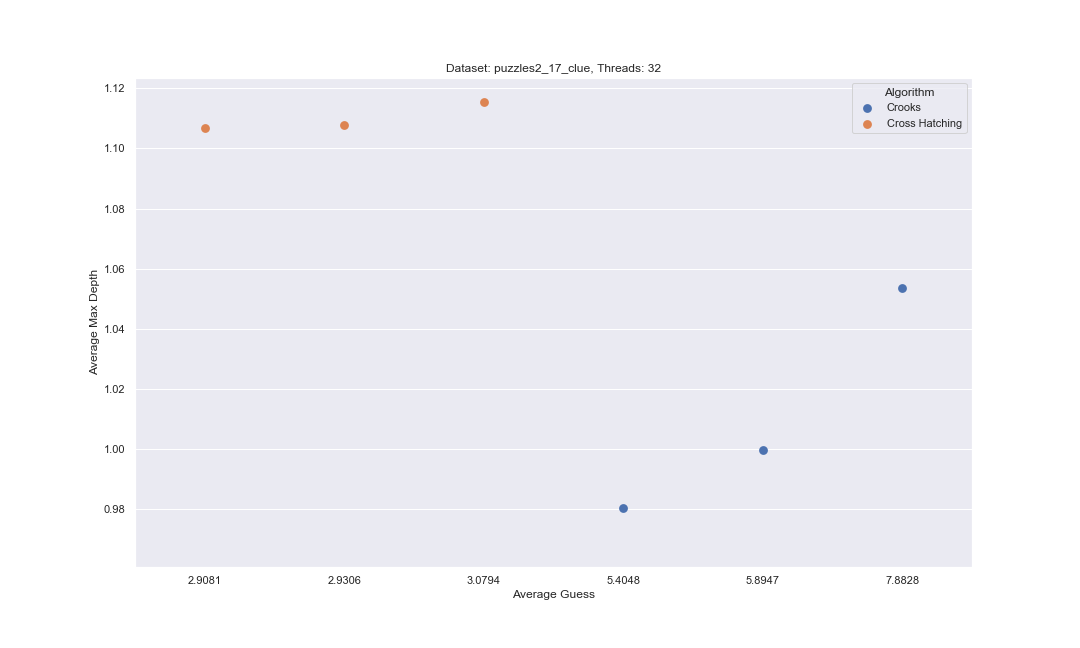 Dataset: puzzles2_17_clue, Threads: 32
Algorithm
Crooks
Cross Hatching
1.12
1.10
1.08
1.06
1.04
1.02
1.00
0.98
Average Max Depth
2.9081 2.9306 3.0794 5.4048 5.8947 7.8828
Average Guess